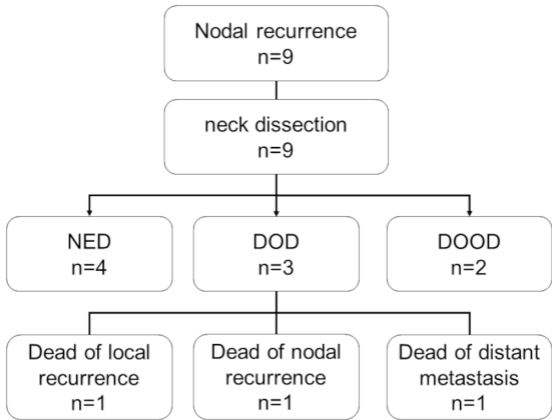 Nodal recurrence
n=9
neck dissection
n=9
NED
n=4
DOD
n=3
DOOD
n=2
Dead of local
recurrence
n=1
Dead of nodal
recurrence
n=1
Dead of distant
metastasis
n=1